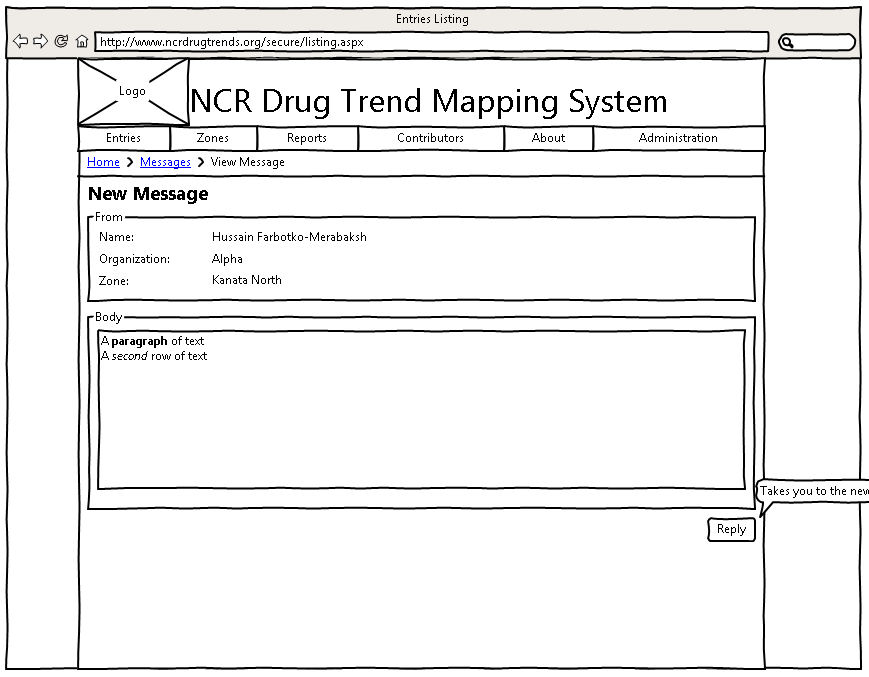 Entries Listing
http://www.ncrdrugtrends.org/secure/listing.aspx
Logo
NCR Drug Trend Mapping System
Entries Zones Reports Contributors About Administration
Home > Messages > View Message
New Message
From
Name: Hussain Farbotko-Merabaksh
Organization: Alpha
Zone: Kanata North
Body
A paragraph of text
A second row of text
Takes you to the new
Reply